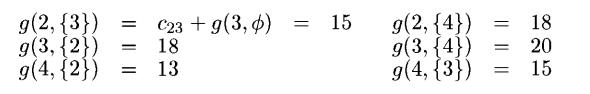 g(2,{3}) = c₂₃ + g(3,ϕ) = 15 g(2,{4}) = 18
g(3,{2}) = 18 g(3,{4}) = 20
g(4,{2}) = 13 g(4,{3}) = 15